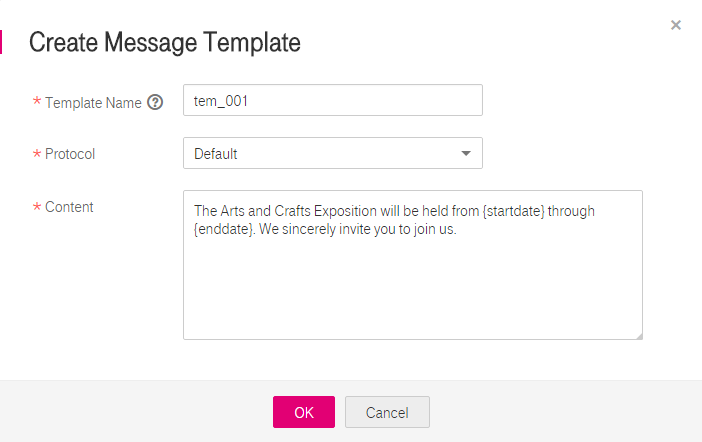 Create Message Template
×
* Template Name ?
tem_001
* Protocol
Default
* Content
The Arts and Crafts Exposition will be held from {startdate} through
{enddate}. We sincerely invite you to join us.
OK
Cancel